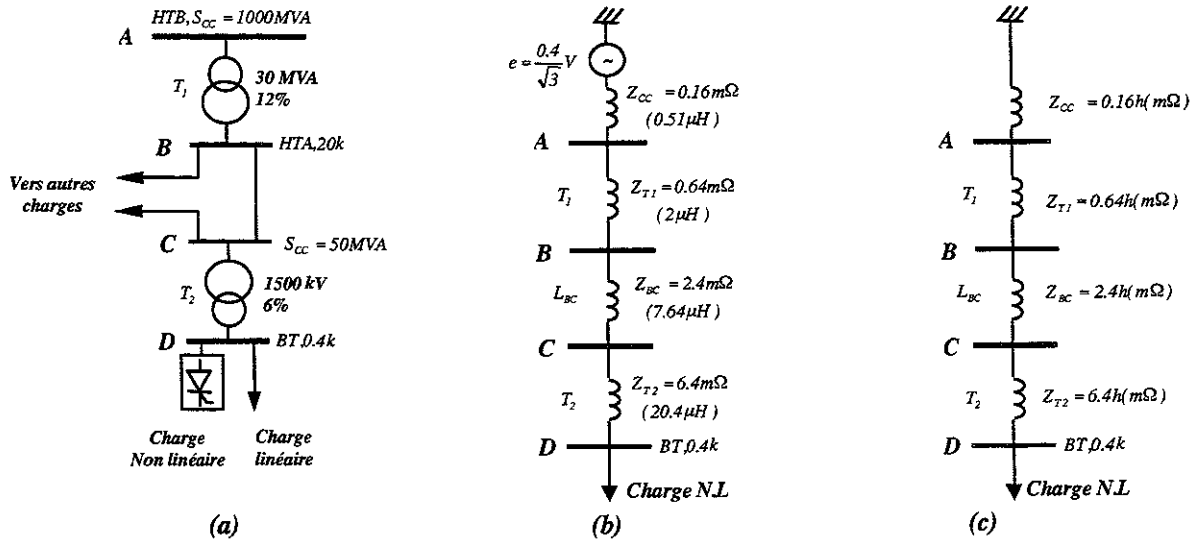 HTB, S_CC = 1000MVA
A
T_1
30 MVA
12%
B
HTA,20k
Vers autres
charges
C
S_CC = 50MVA
T_2
1500 kV
6%
D
BT,0.4k
Charge
Non linéaire
Charge
linéaire
(a)
e = 0.4/√3 V
~
Z_CC = 0.16mΩ
(0.51μH)
A
T_1
Z_T1 = 0.64mΩ
(2μH)
B
L_BC
Z_BC = 2.4mΩ
(7.64μH)
C
T_2
Z_T2 = 6.4mΩ
(20.4μH)
D
BT,0.4k
Charge N.L
(b)
Z_CC = 0.16h(mΩ)
A
T_1
Z_T1 = 0.64h(mΩ)
B
L_BC
Z_BC = 2.4h(mΩ)
C
T_2
Z_T2 = 6.4h(mΩ)
D
BT,0.4k
Charge N.L
(c)